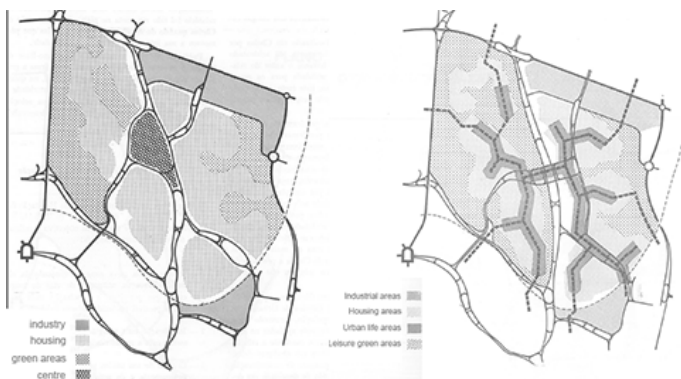 industry
housing
green areas
centre
Industrial areas
Housing areas
Urban life areas
Leisure green areas